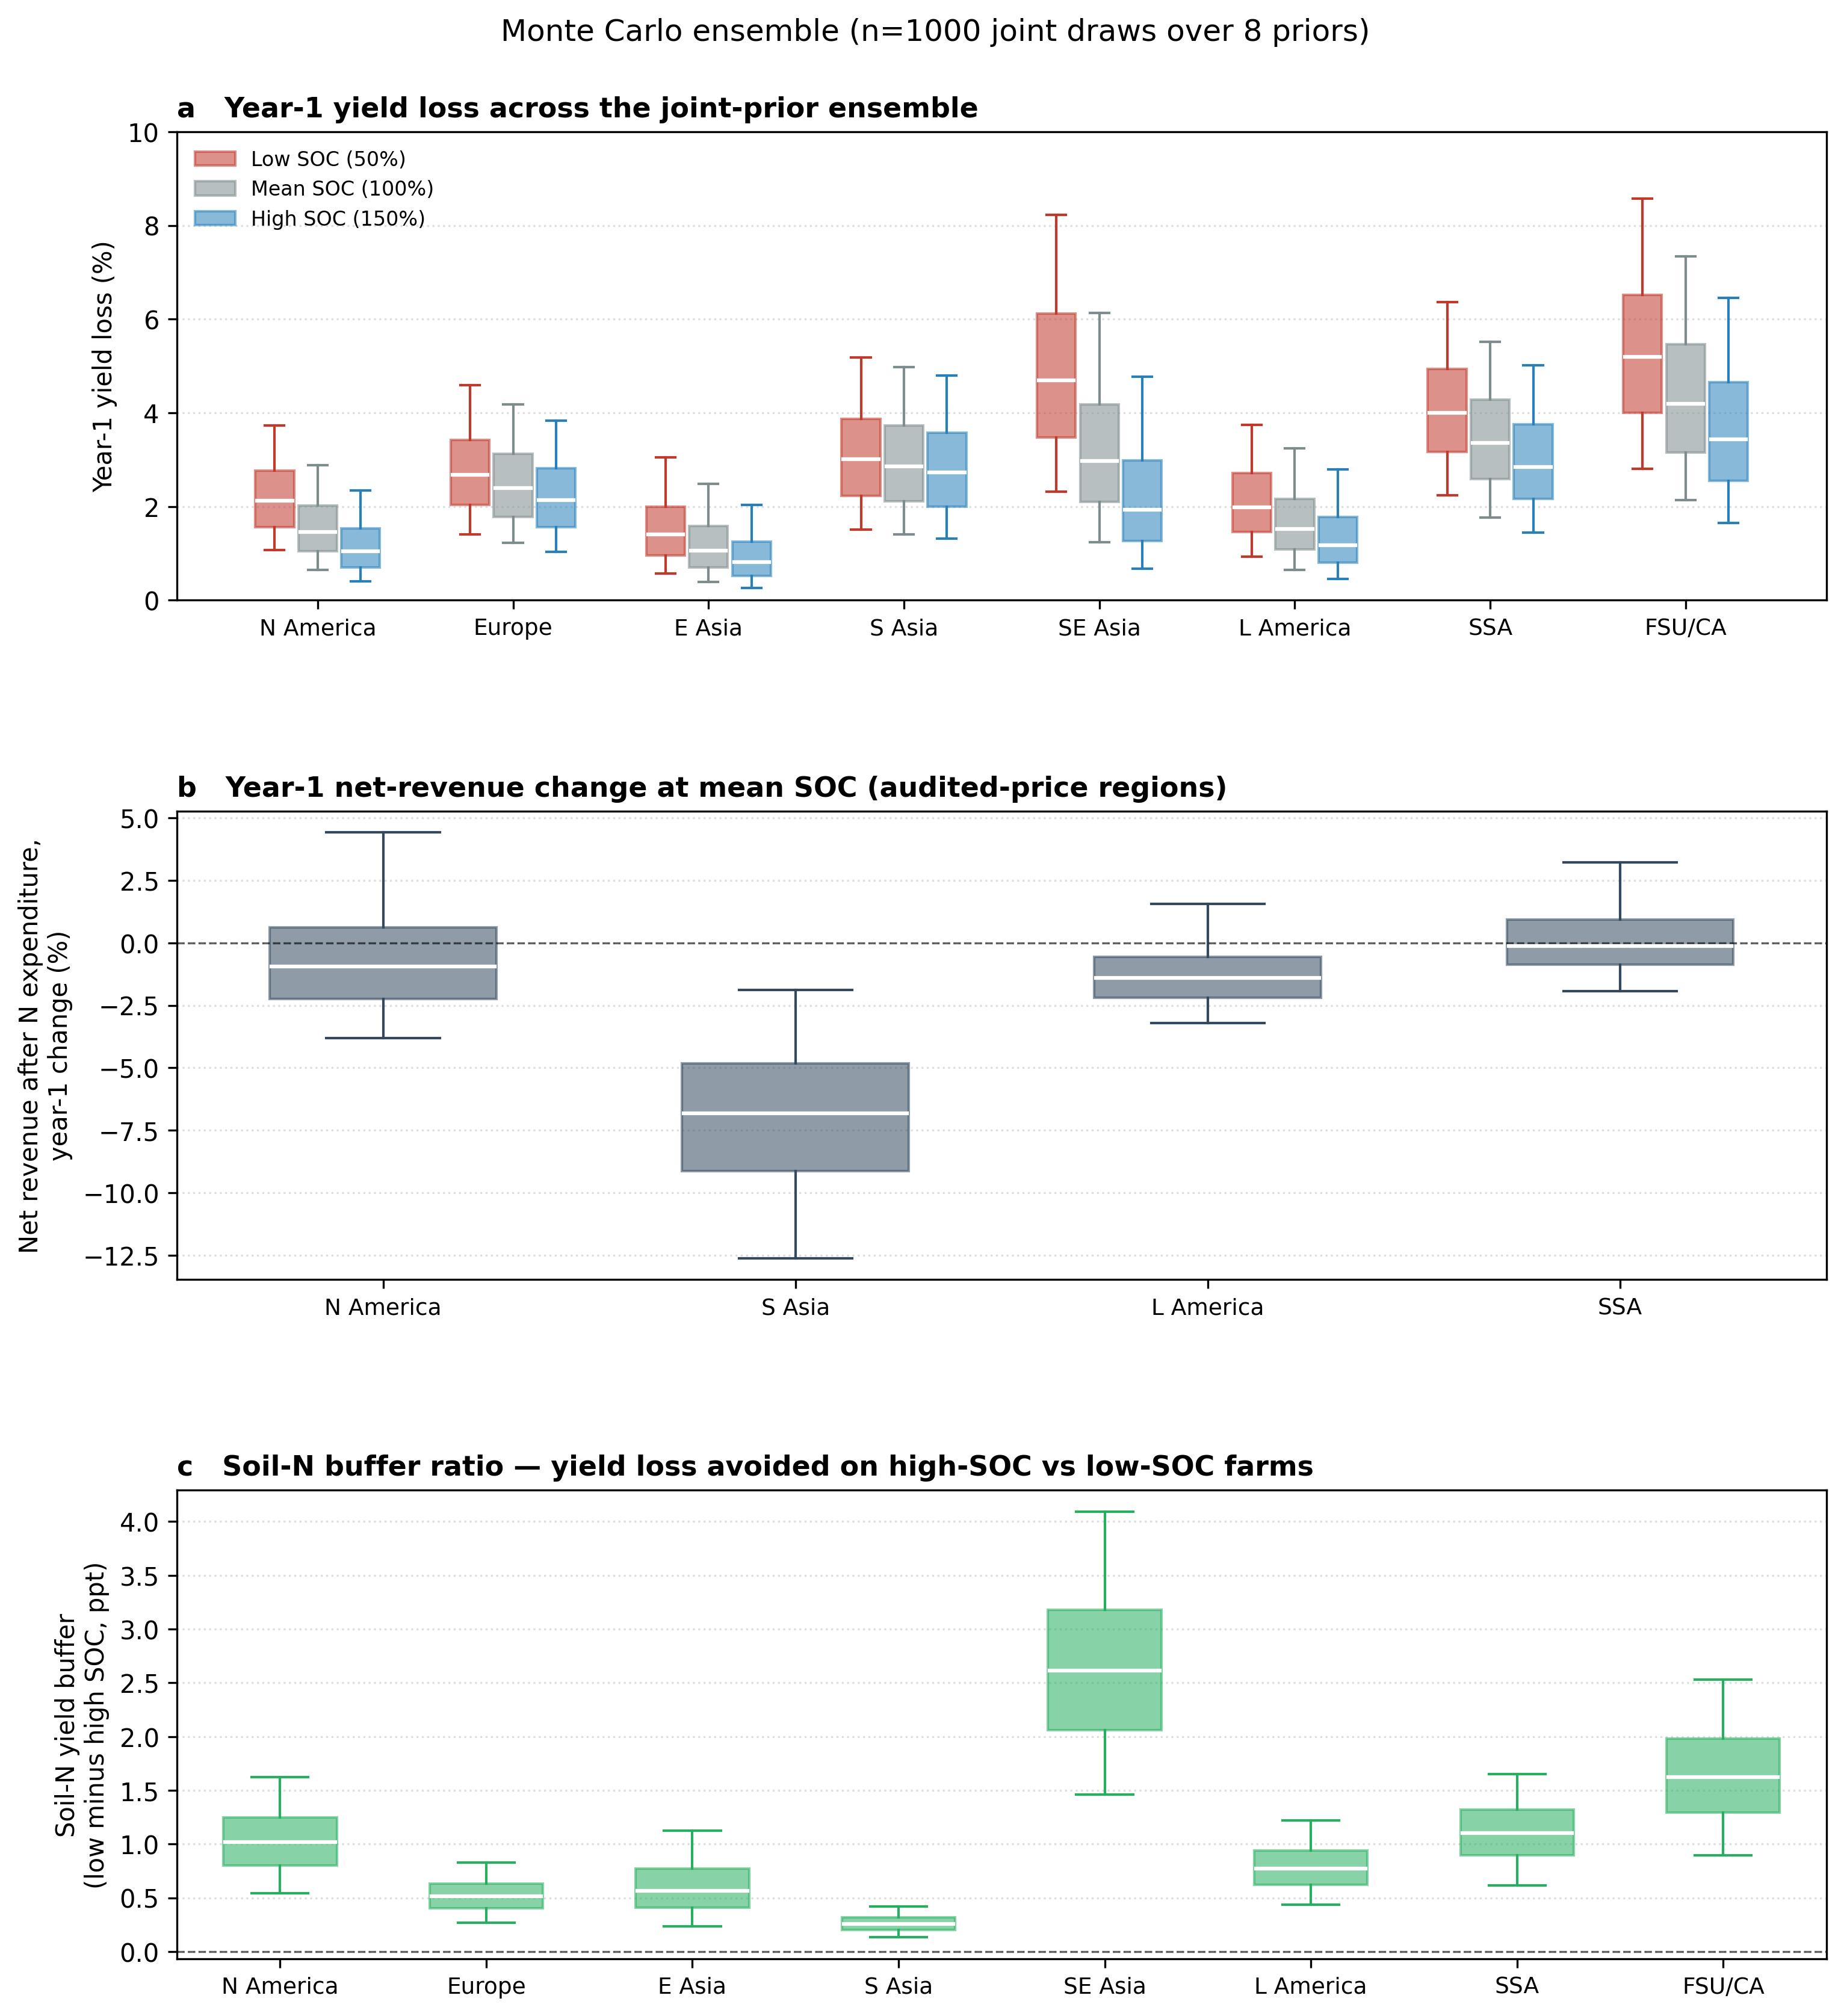 Monte Carlo ensemble (n=1000 joint draws over 8 priors)
a Year-1 yield loss across the joint-prior ensemble
Year-1 yield loss (%)
10
8
6
4
2
0
Low SOC (50%)
Mean SOC (100%)
High SOC (150%)
N America Europe E Asia S Asia SE Asia L America SSA FSU/CA
b Year-1 net-revenue change at mean SOC (audited-price regions)
Net revenue after N expenditure,
year-1 change (%)
5.0
2.5
0.0
−2.5
−5.0
−7.5
−10.0
−12.5
N America S Asia L America SSA
c Soil-N buffer ratio — yield loss avoided on high-SOC vs low-SOC farms
Soil-N yield buffer
(low minus high SOC, ppt)
4.0
3.5
3.0
2.5
2.0
1.5
1.0
0.5
0.0
N America Europe E Asia S Asia SE Asia L America SSA FSU/CA